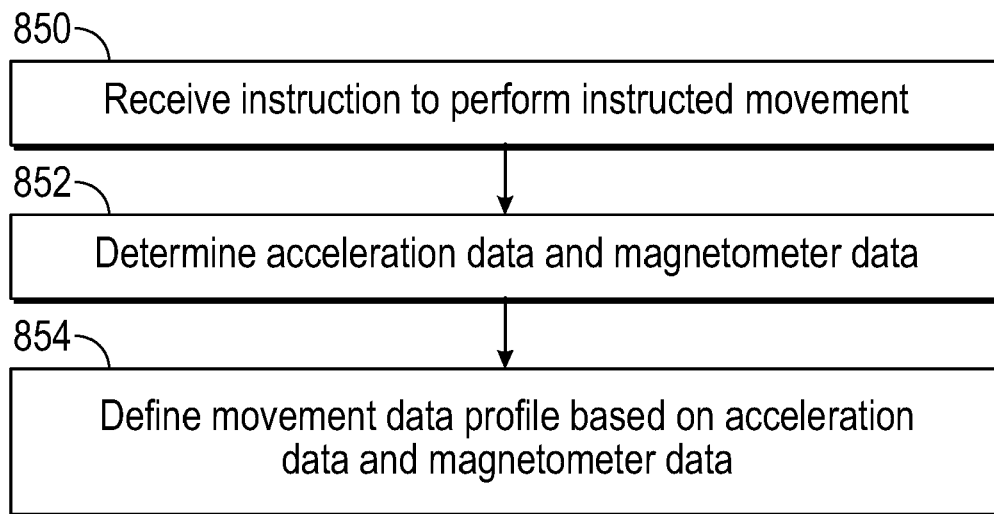 850
Receive instruction to perform instructed movement
852
Determine acceleration data and magnetometer data
854
Define movement data profile based on acceleration
data and magnetometer data